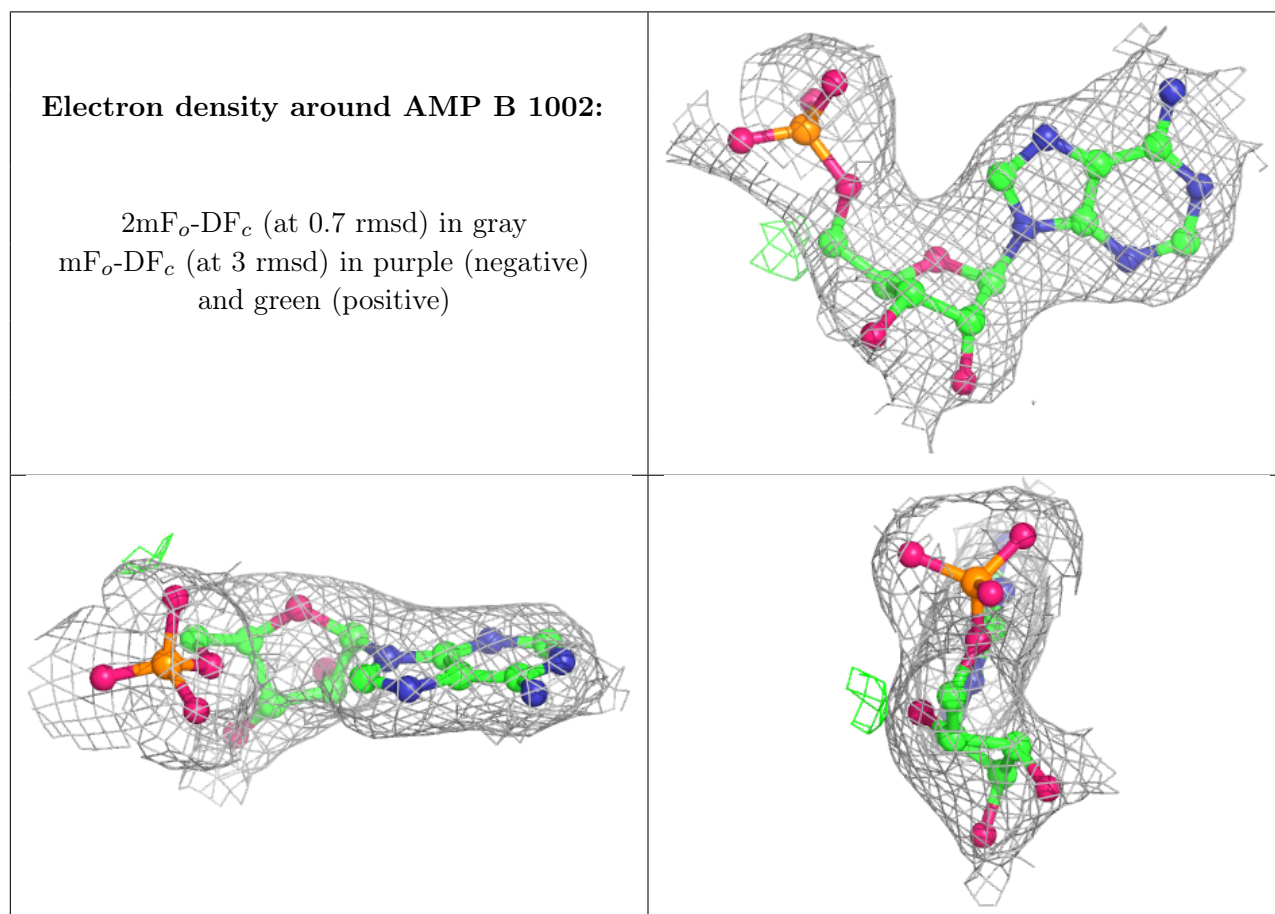 Electron density around AMP B 1002:
2mFo-DFc (at 0.7 rmsd) in gray
mFo-DFc (at 3 rmsd) in purple (negative)
and green (positive)